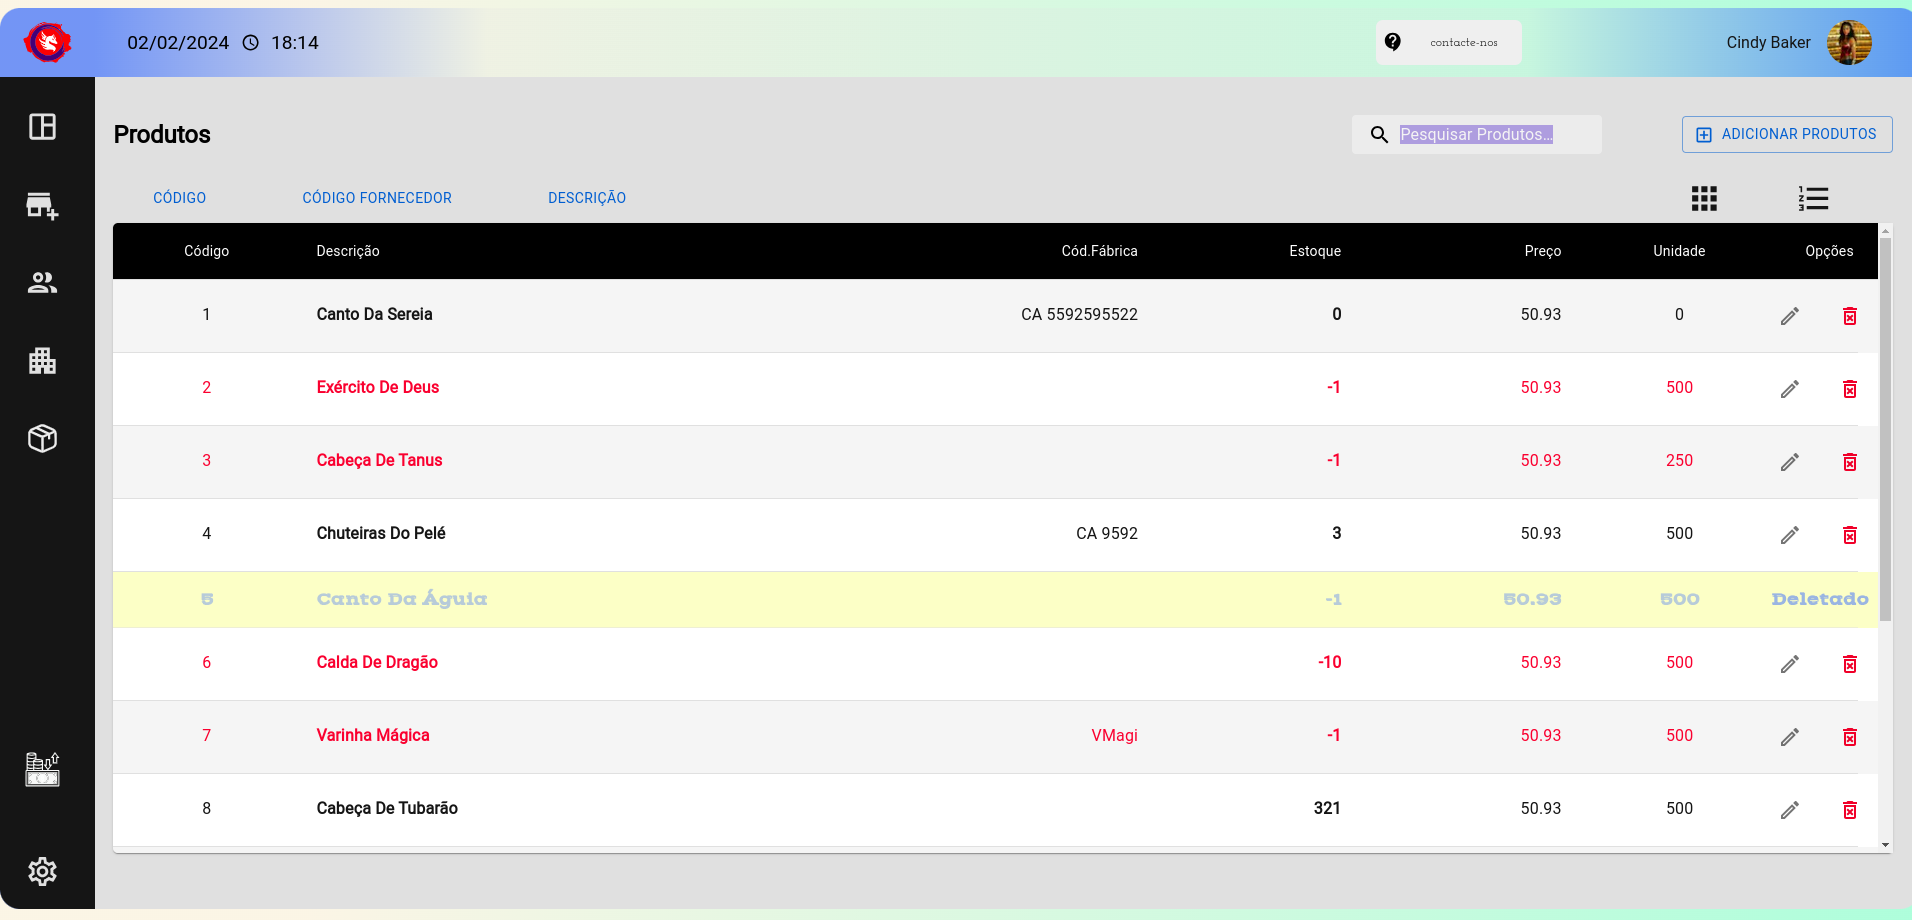 02/02/2024 18:14 contacte-nos Cindy Baker
Produtos Pesquisar Produtos... ADICIONAR PRODUTOS
CÓDIGO CÓDIGO FORNECEDOR DESCRIÇÃO
Código Descrição Cód.Fábrica Estoque Preço Unidade Opções
1 Canto Da Sereia CA 5592595522 0 50.93 0
2 Exército De Deus -1 50.93 500
3 Cabeça De Tanus -1 50.93 250
4 Chuteiras Do Pelé CA 9592 3 50.93 500
5 Canto Da Águia -1 50.93 500 Deletado
6 Calda De Dragão -10 50.93 500
7 Varinha Mágica VMagi -1 50.93 500
8 Cabeça De Tubarão 321 50.93 500